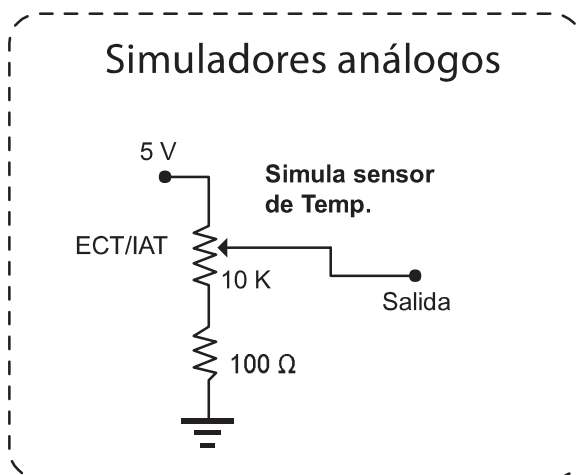 Simuladores análogos
5 V
Simula sensor
de Temp.
ECT/IAT
10 K
Salida
100 Ω